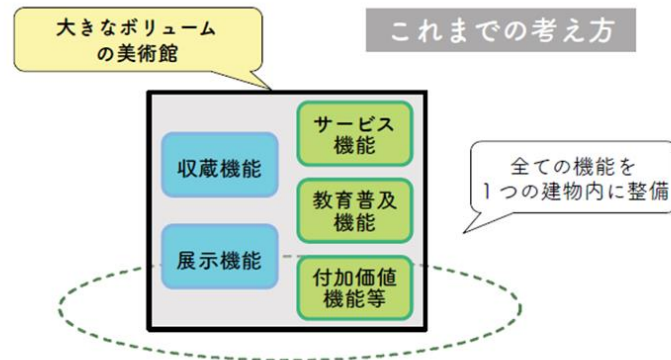 大きなボリューム
の美術館
これまでの考え方
収蔵機能
展示機能
サービス
機能
教育普及
機能
付加価値
機能等
全ての機能を
１つの建物内に整備